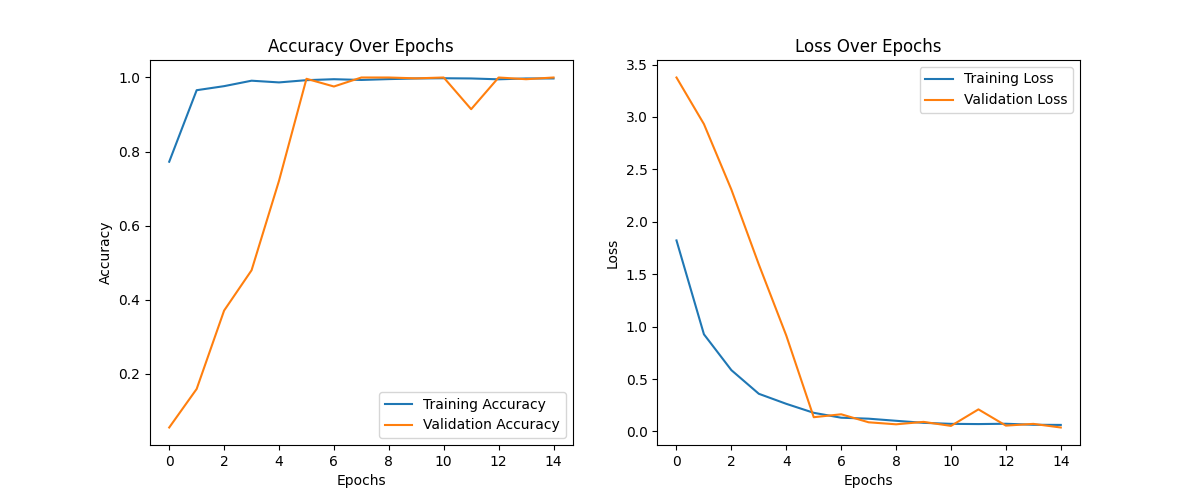 Accuracy Over Epochs
1.0
0.8
0.6
0.4
0.2
Accuracy
0 2 4 6 8 10 12 14
Epochs
Training Accuracy
Validation Accuracy
Loss Over Epochs
3.5
3.0
2.5
2.0
1.5
1.0
0.5
0.0
Loss
0 2 4 6 8 10 12 14
Epochs
Training Loss
Validation Loss